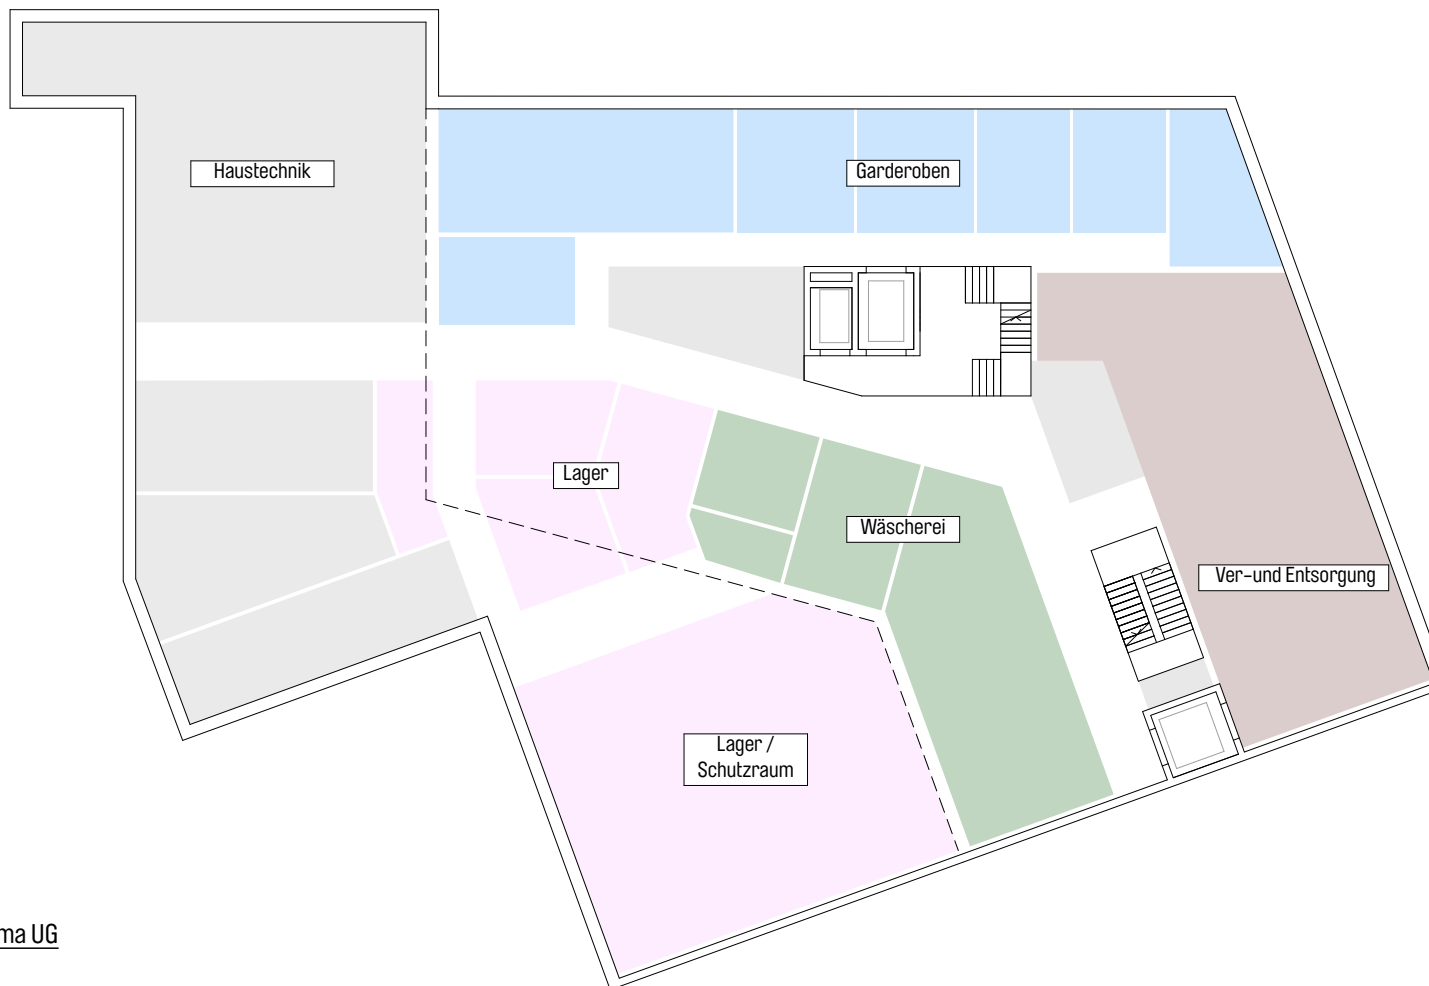 Haustechnik
Garderoben
Lager
Wäscherei
Ver-und Entsorgung
Lager /
Schutzraum
ma UG